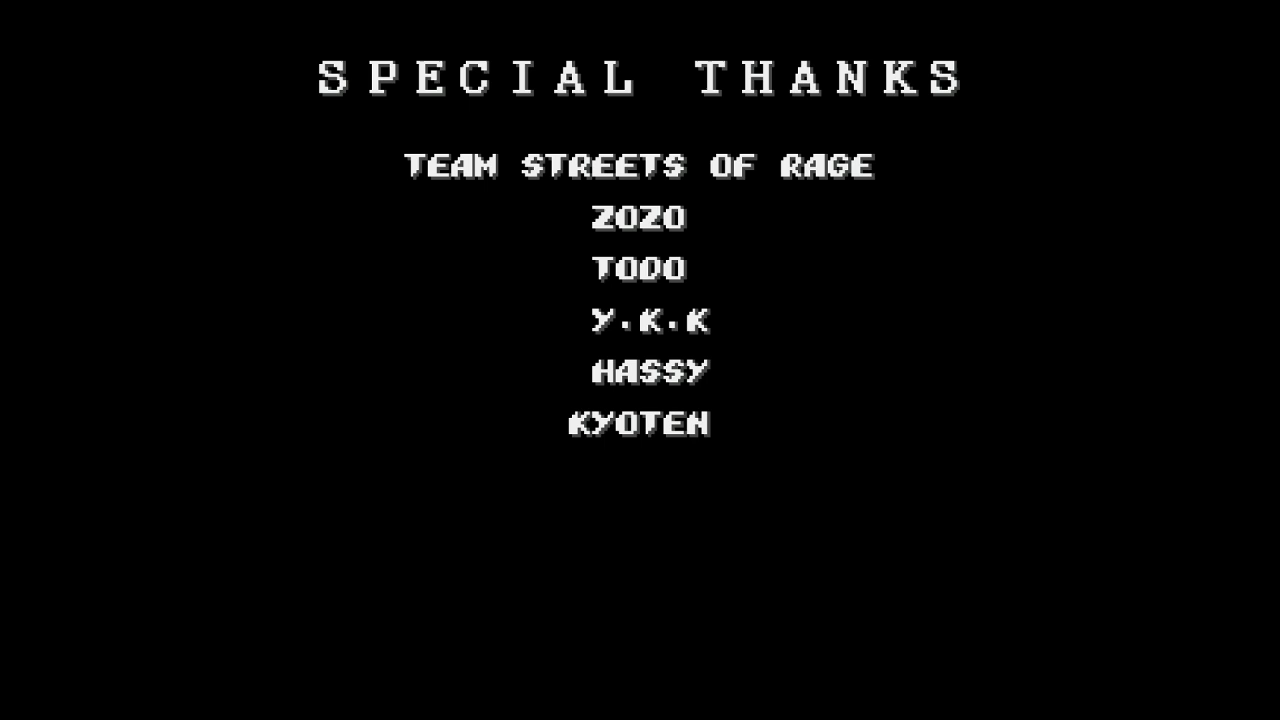 SPECIAL THANKS
TEAM STREETS OF RAGE
ZOZO
TODO
Y.K.K
HASSY
KYOTEN